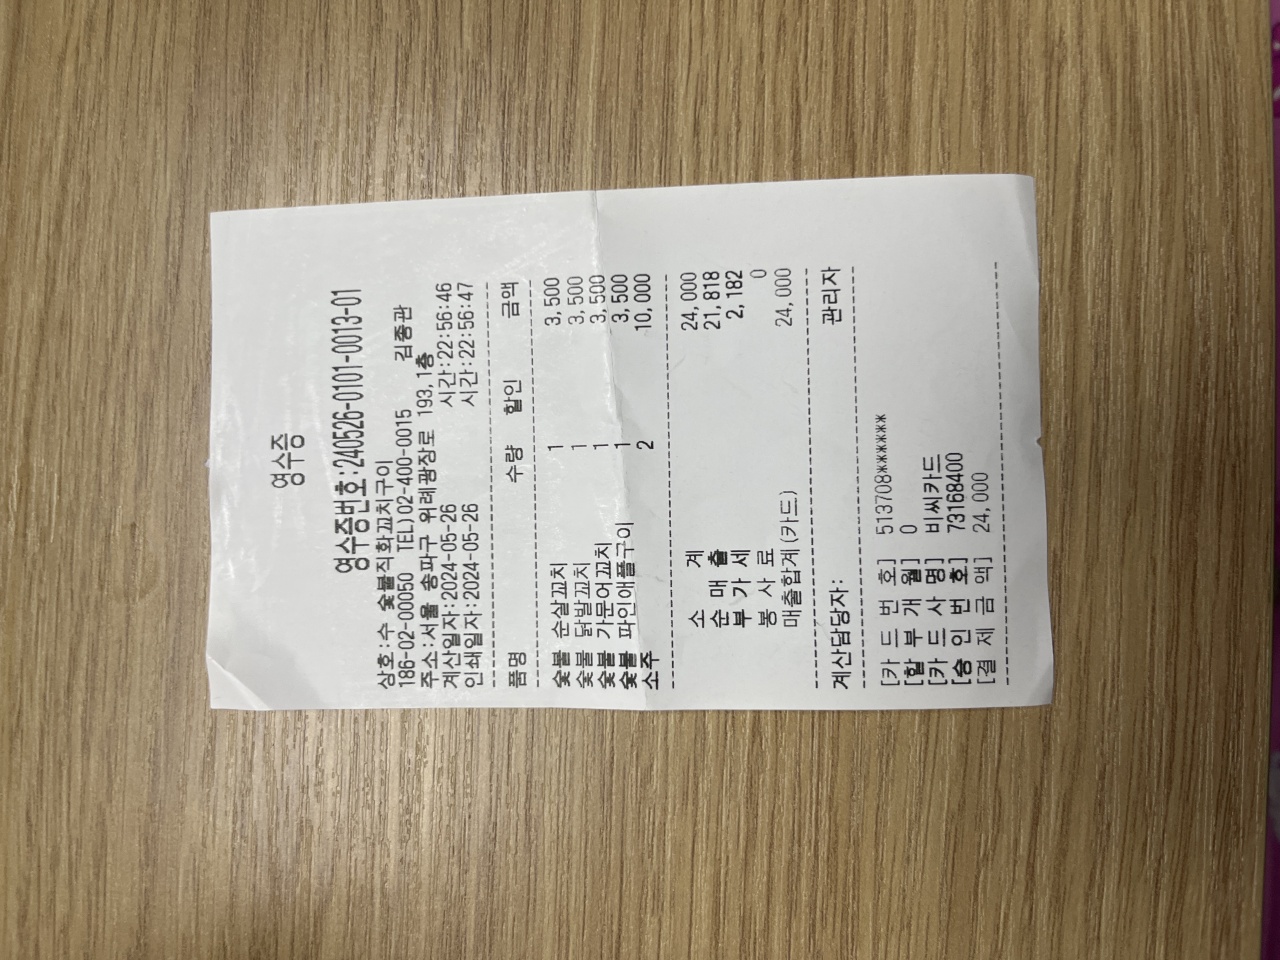 영수증
영수증번호:240526-0101-0013-01
상호:수 숯불직화꼬치구이
186-02-00050 TEL)02-400-0015 김종관
주소:서울 송파구 위례광장로 193,1층
계산일자:2024-05-26 시간:22:56:46
인쇄일자:2024-05-26 시간:22:56:47
품명 수량 할인 금액
숯불 순살꼬치 1 3,500
숯불 닭발꼬치 1 3,500
숯불 가문어꼬치 1 3,500
숯불 파인애플구이 1 3,500
소주 2 10,000
소 계 24,000
순 매 출 21,818
부 가 세 2,182
봉 사 료 0
매출합계(카드) 24,000
계산담당자: 관리자
[카 드 번 호] 513708**********
[할 부 개 월] 0
[카 드 사 명] 비씨카드
[승 인 번 호] 73168400
[결 제 금 액] 24,000